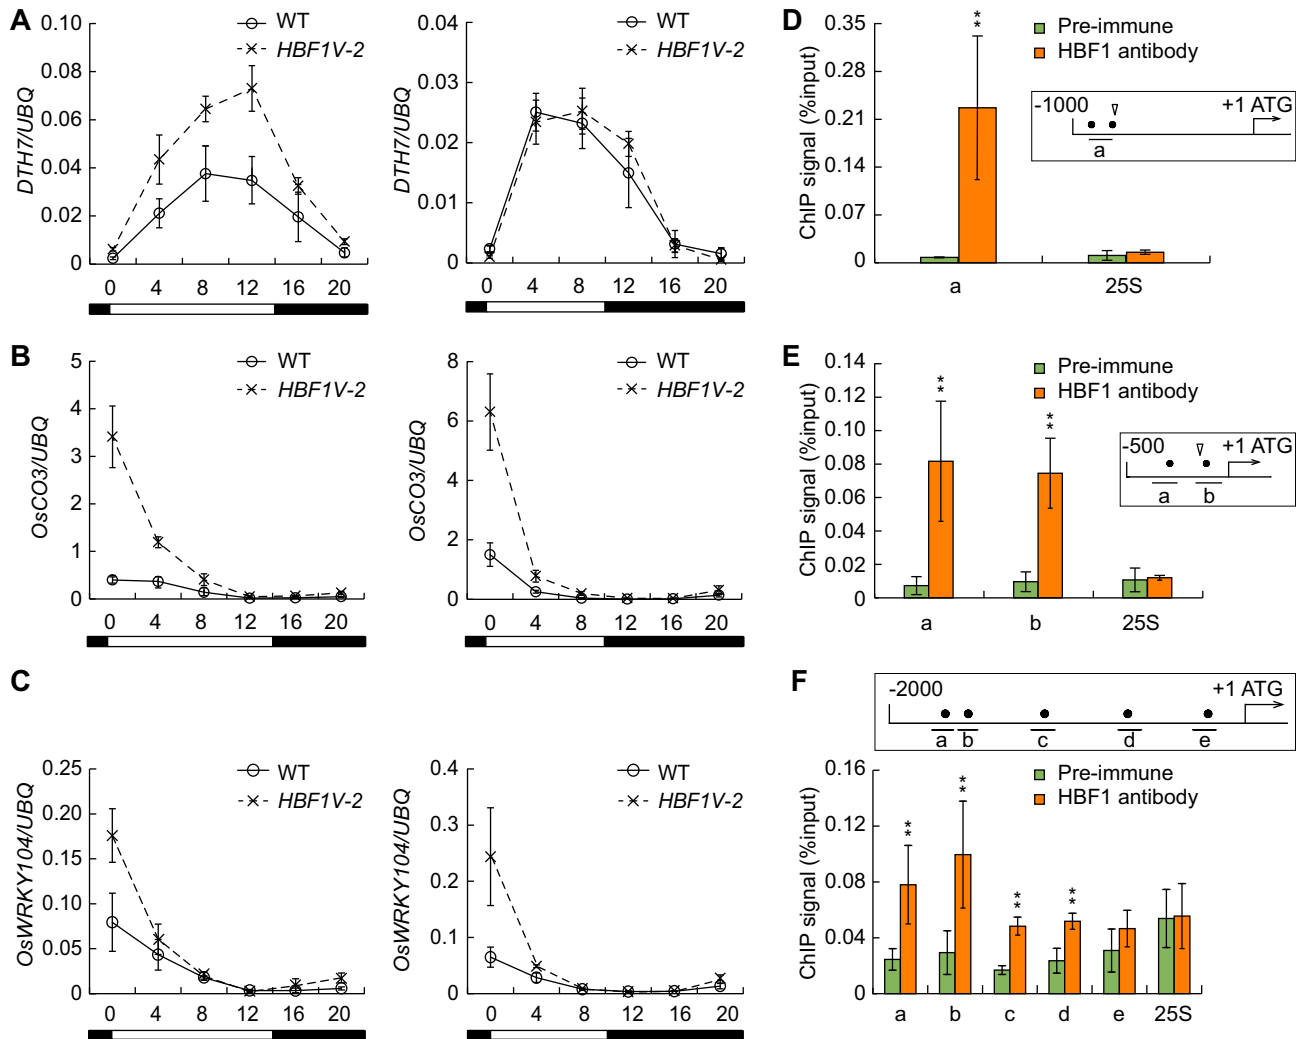 A
DTH7/UBQ
0.10
0.08
0.06
0.04
0.02
0
WT
HBF1V-2
0 4 8 12 16 20
DTH7/UBQ
0.04
0.03
0.02
0.01
0
WT
HBF1V-2
0 4 8 12 16 20
D
ChIP signal (%input)
0.35
0.28
0.21
0.14
0.07
0
**
Pre-immune
HBF1 antibody
-1000 +1 ATG
a
a 25S
B
OsCO3/UBQ
5
4
3
2
1
0
WT
HBF1V-2
0 4 8 12 16 20
OsCO3/UBQ
8
6
4
2
0
WT
HBF1V-2
0 4 8 12 16 20
E
ChIP signal (%input)
0.14
0.12
0.10
0.08
0.06
0.04
0.02
0
** **
Pre-immune
HBF1 antibody
-500 +1 ATG
a b
a b 25S
C
OsWRKY104/UBQ
0.25
0.20
0.15
0.10
0.05
0
WT
HBF1V-2
0 4 8 12 16 20
OsWRKY104/UBQ
0.4
0.3
0.2
0.1
0
WT
HBF1V-2
0 4 8 12 16 20
F
-2000 +1 ATG
a b c d e
ChIP signal (%input)
0.16
0.12
0.08
0.04
0
** ** ** **
Pre-immune
HBF1 antibody
a b c d e 25S